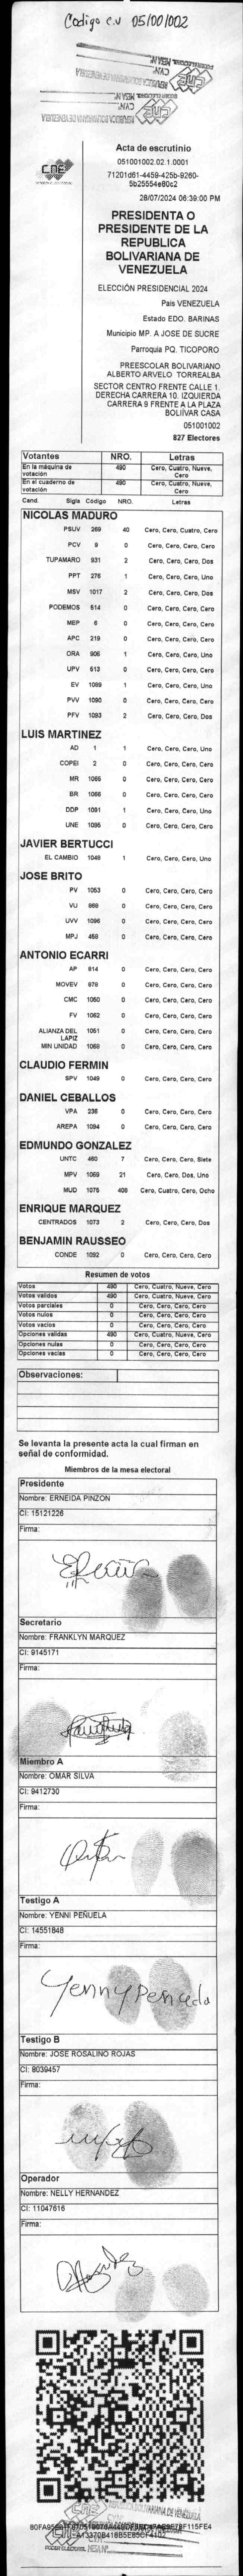 Codigo c.v 05/001002
CNE
PODER ELECTORAL
REPUBLICA BOLIVARIANA DE VENEZUELA
CNE
Acta de escrutinio
051001002.02.1.0001
28/07/2024 06:39:00 PM
PRESIDENTA O
PRESIDENTE DE LA
REPUBLICA
BOLIVARIANA DE
VENEZUELA
ELECCIÓN PRESIDENCIAL 2024
Pais VENEZUELA
Estado EDO. BARINAS
Municipio MP. A JOSE DE SUCRE
Parroquia PQ. TICOPORO
PREESCOLAR BOLIVARIANO
ALBERTO ARVELO TORREALBA
SECTOR CENTRO FRENTE CALLE 1.
DERECHA CARRERA 10. IZQUIERDA
CARRERA 9 FRENTE A LA PLAZA
BOLIÍVAR CASA
051001002
827 Electores
Votantes NRO. Letras
En la máquina de votación 490 Cero, Cuatro, Nueve, Cero
En el cuaderno de votación 490 Cero, Cuatro, Nueve, Cero
Cand. Sigla Código NRO. Letras
NICOLAS MADURO
PSUV 269 40 Cero, Cero, Cuatro, Cero
PCV 9 0 Cero, Cero, Cero, Cero
TUPAMARO 931 2 Cero, Cero, Cero, Dos
PPT 276 1 Cero, Cero, Cero, Uno
MSV 1017 2 Cero, Cero, Cero, Dos
PODEMOS 514 0 Cero, Cero, Cero, Cero
MEP 6 0 Cero, Cero, Cero, Cero
APC 219 0 Cero, Cero, Cero, Cero
ORA 906 1 Cero, Cero, Cero, Uno
UPV 513 0 Cero, Cero, Cero, Cero
EV 1089 1 Cero, Cero, Cero, Uno
PVV 1090 0 Cero, Cero, Cero, Cero
PFV 1093 2 Cero, Cero, Cero, Dos
LUIS MARTINEZ
AD 1 1 Cero, Cero, Cero, Uno
COPEI 2 0 Cero, Cero, Cero, Cero
MR 1065 0 Cero, Cero, Cero, Cero
BR 1066 0 Cero, Cero, Cero, Cero
DDP 1091 1 Cero, Cero, Cero, Uno
UNE 1095 0 Cero, Cero, Cero, Cero
JAVIER BERTUCCI
EL CAMBIO 1048 1 Cero, Cero, Cero, Uno
JOSE BRITO
PV 1053 0 Cero, Cero, Cero, Cero
VU 868 0 Cero, Cero, Cero, Cero
UVV 1096 0 Cero, Cero, Cero, Cero
MPJ 458 0 Cero, Cero, Cero, Cero
ANTONIO ECARRI
AP 814 0 Cero, Cero, Cero, Cero
MOVEV 878 0 Cero, Cero, Cero, Cero
CMC 1050 0 Cero, Cero, Cero, Cero
FV 1062 0 Cero, Cero, Cero, Cero
ALIANZA DEL LAPIZ 1051 0 Cero, Cero, Cero, Cero
MIN UNIDAD 1069 0 Cero, Cero, Cero, Cero
CLAUDIO FERMIN
SPV 1049 0 Cero, Cero, Cero, Cero
DANIEL CEBALLOS
VPA 236 0 Cero, Cero, Cero, Cero
AREPA 1094 0 Cero, Cero, Cero, Cero
EDMUNDO GONZALEZ
UNTC 460 7 Cero, Cero, Cero, Siete
MPV 1059 21 Cero, Cero, Dos, Uno
MUD 1075 408 Cero, Cuatro, Cero, Ocho
ENRIQUE MARQUEZ
CENTRADOS 1073 2 Cero, Cero, Cero, Dos
BENJAMIN RAUSSEO
CONDE 1092 0 Cero, Cero, Cero, Cero
Resumen de votos
Votos 490 Cero, Cuatro, Nueve, Cero
Votos validos 490 Cero, Cuatro, Nueve, Cero
Votos parciales 0 Cero, Cero, Cero, Cero
Votos nulos 0 Cero, Cero, Cero, Cero
Votos vacios 0 Cero, Cero, Cero, Cero
Opciones validas 490 Cero, Cuatro, Nueve, Cero
Opciones nulas 0 Cero, Cero, Cero, Cero
Opciones vacias 0 Cero, Cero, Cero, Cero
Observaciones:
Se levanta la presente acta la cual firman en
señal de conformidad.
Miembros de la mesa electoral
Presidente
Nombre: ERNEIDA PINZON
CI: 15121226
Firma:
Secretario
Nombre: FRANKLYN MARQUEZ
CI: 9145171
Firma:
Miembro A
Nombre: OMAR SILVA
CI: 9412730
Firma:
Testigo A
Nombre: YENNI PEÑUELA
CI: 14551848
Firma:
Yenny Penuela
Testigo B
Nombre: JOSE ROSALINO ROJAS
CI: 8039457
Firma:
Operador
Nombre: NELLY HERNANDEZ
CI: 11047616
Firma:
CNE
REPUBLICA BOLIVARIANA DE VENEZUELA
PODER ELECTORAL